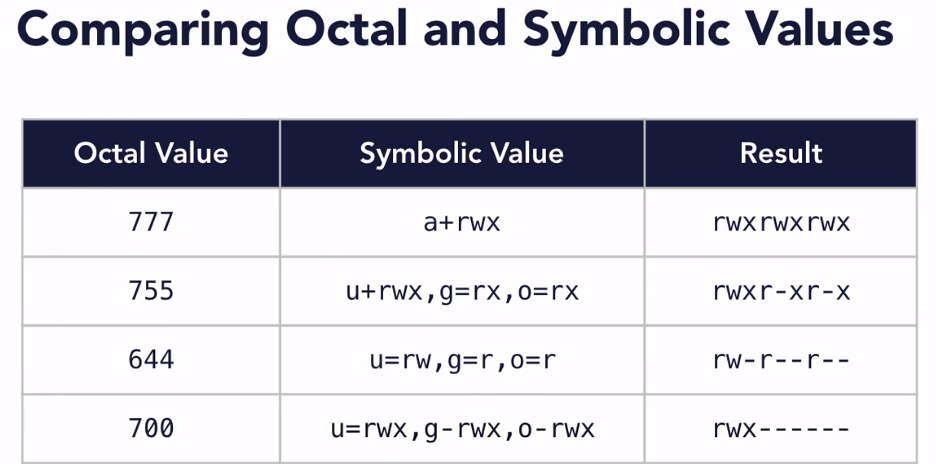 Comparing Octal and Symbolic Values
Octal Value Symbolic Value Result
777 a+rwx rwxrwxrwx
755 u+rwx,g=rx,o=rx rwxr-xr-x
644 u=rw,g=r,o=r rw-r--r--
700 u=rwx,g-rwx,o-rwx rwx------